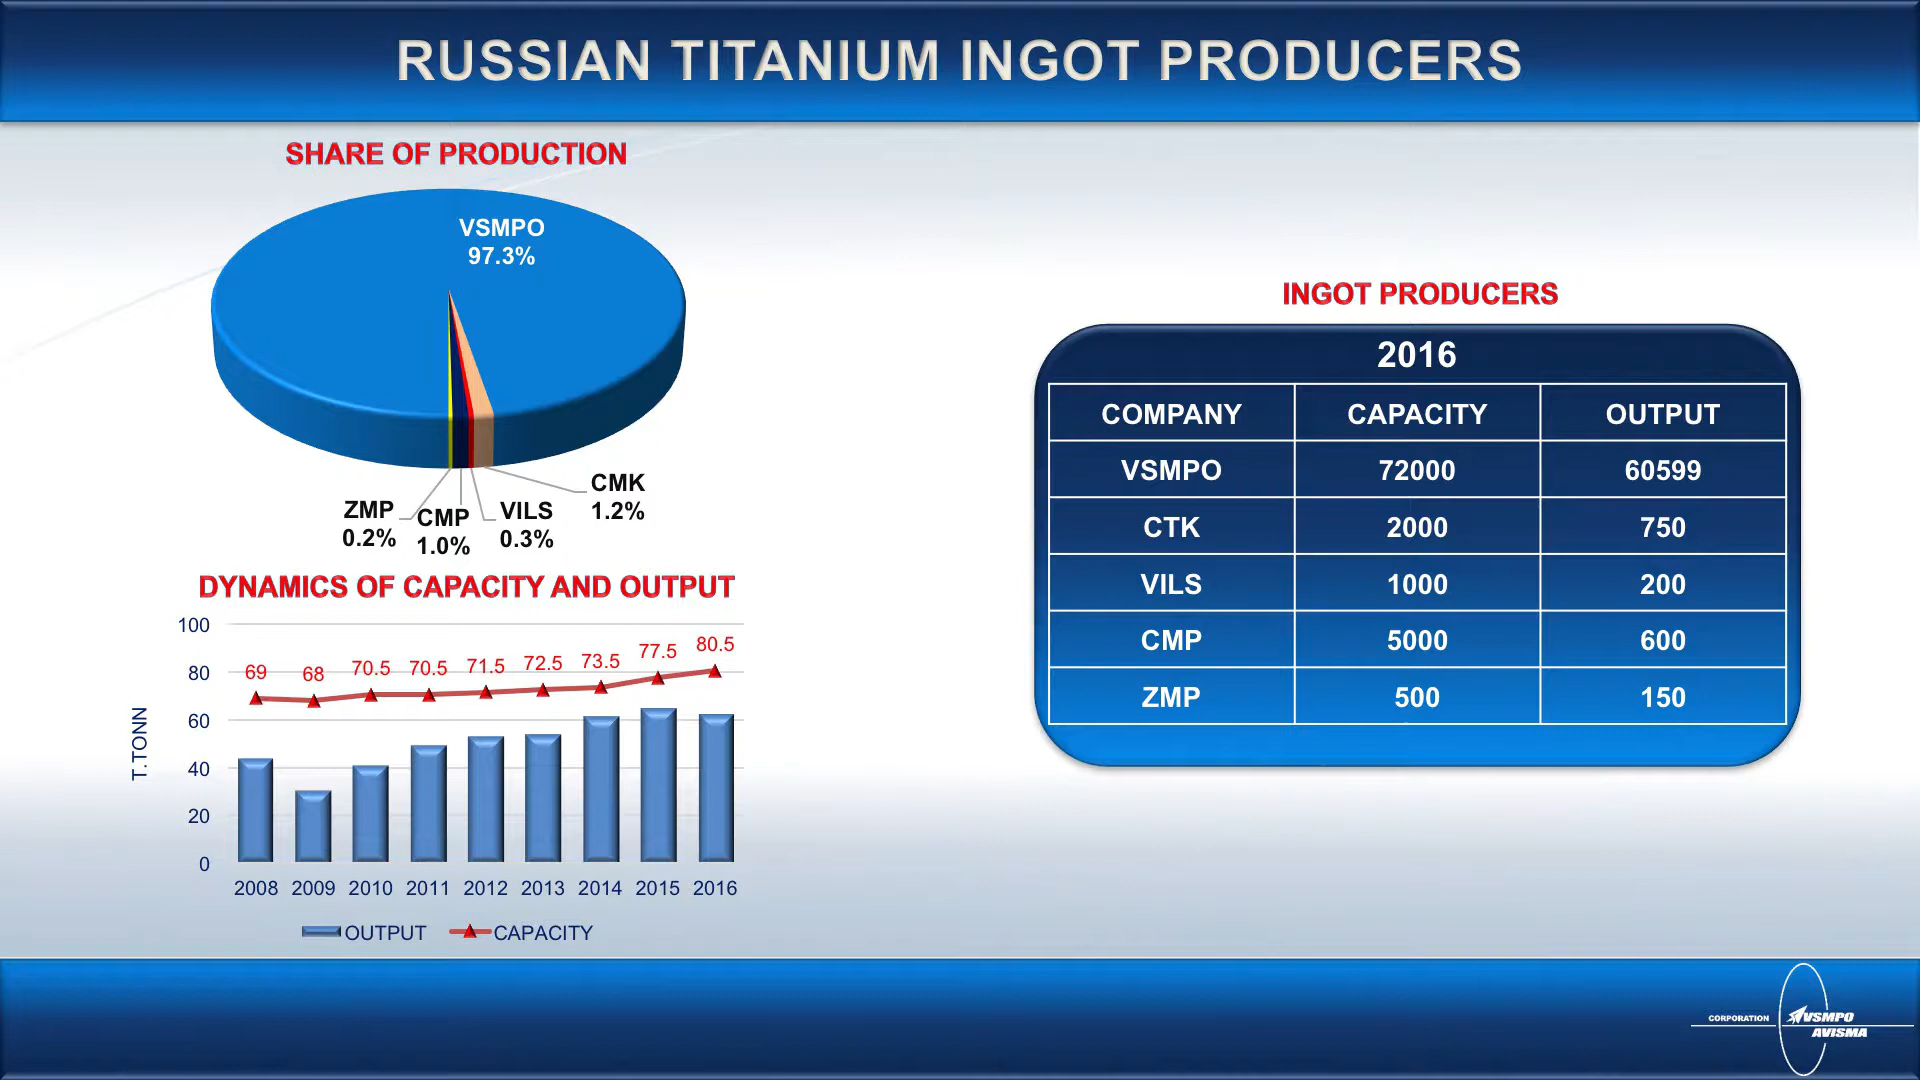 RUSSIAN TITANIUM INGOT PRODUCERS
SHARE OF PRODUCTION
VSMPO
97.3%
ZMP
0.2%
CMP
1.0%
VILS
0.3%
CMK
1.2%
DYNAMICS OF CAPACITY AND OUTPUT
T.TONN
100
80
60
40
20
0
69 68 70.5 70.5 71.5 72.5 73.5 77.5 80.5
2008 2009 2010 2011 2012 2013 2014 2015 2016
OUTPUT CAPACITY
INGOT PRODUCERS
2016
COMPANY CAPACITY OUTPUT
VSMPO 72000 60599
CTK 2000 750
VILS 1000 200
CMP 5000 600
ZMP 500 150
CORPORATION VSMPO
AVISMA